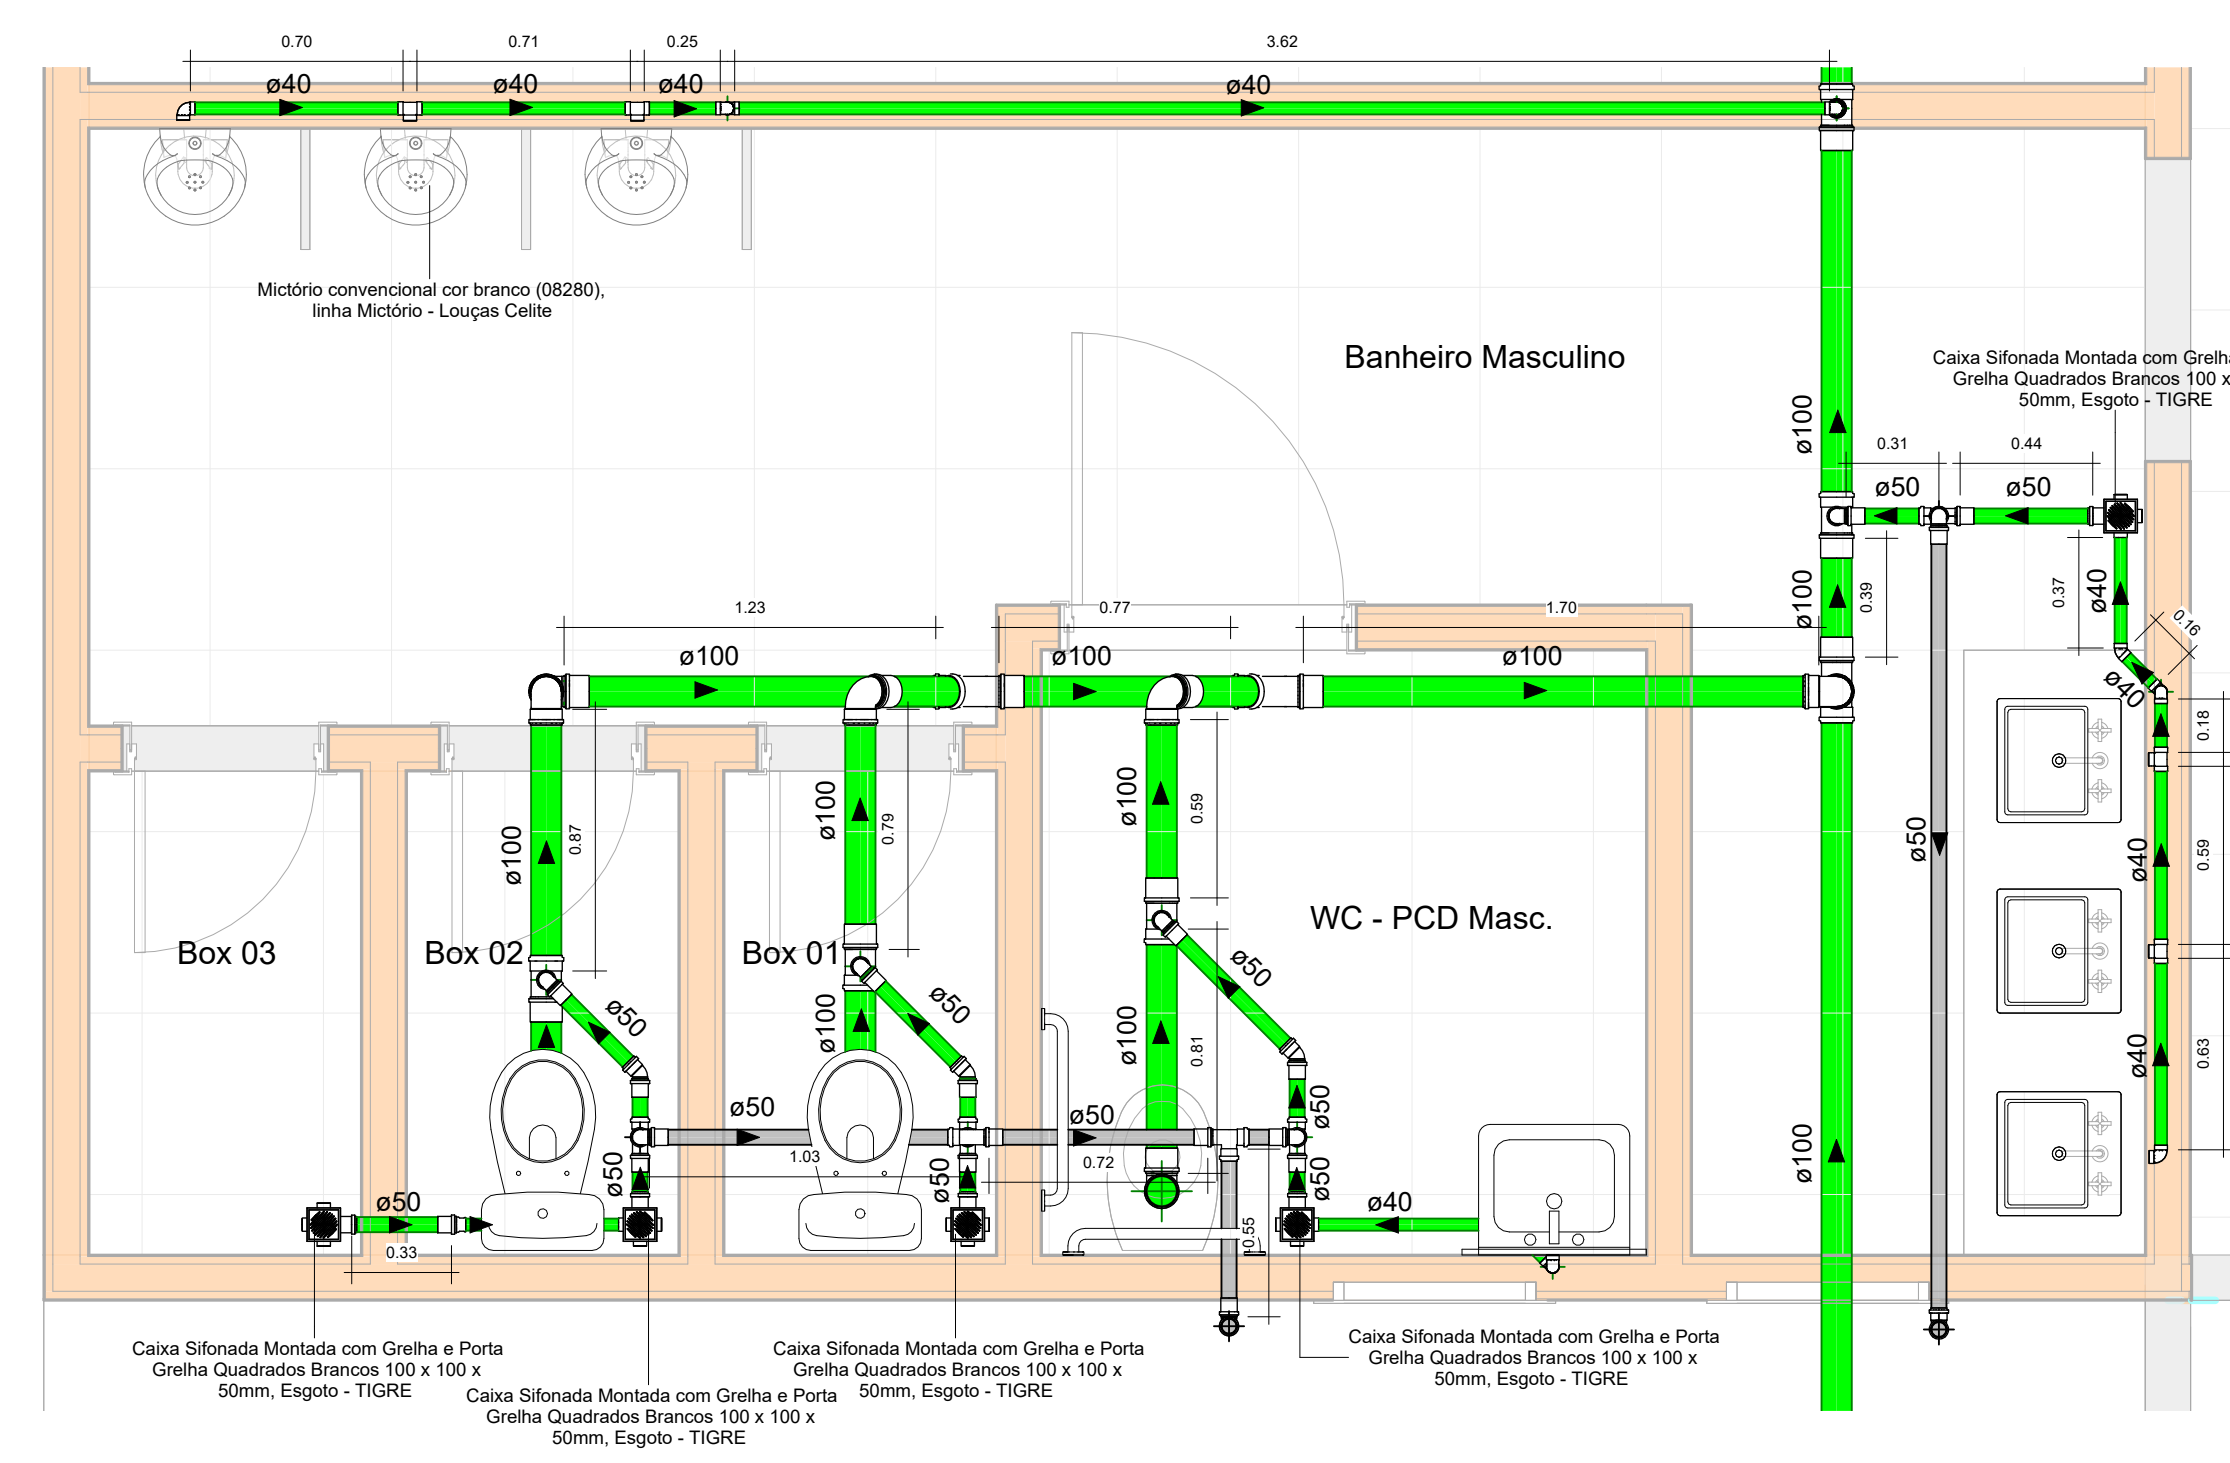 0.70
0.71
0.25
3.62
ø40
ø40
ø40
ø40
Mictório convencional cor branco (08280),
linha Mictório - Louças Celite
Banheiro Masculino
Caixa Sifonada Montada com Grelha
Grelha Quadrados Brancos 100 x
50mm, Esgoto - TIGRE
ø100
0.31
0.44
ø50
ø50
ø100
0.39
0.37
ø40
0.16
ø40
1.23
0.77
1.70
ø100
ø100
ø100
0.18
ø100
0.87
ø100
0.79
ø100
0.59
ø50
ø40
0.59
Box 03
Box 02
Box 01
WC - PCD Masc.
ø50
ø100
ø50
ø100
ø50
0.81
ø40
0.63
ø50
ø50
ø50
1.03
0.72
ø50
ø50
ø50
ø100
ø50
0.33
ø40
0.55
Caixa Sifonada Montada com Grelha e Porta
Grelha Quadrados Brancos 100 x 100 x
50mm, Esgoto - TIGRE
Caixa Sifonada Montada com Grelha e Porta
Grelha Quadrados Brancos 100 x 100 x
50mm, Esgoto - TIGRE
Caixa Sifonada Montada com Grelha e Porta
Grelha Quadrados Brancos 100 x 100 x
50mm, Esgoto - TIGRE
Caixa Sifonada Montada com Grelha e Porta
Grelha Quadrados Brancos 100 x 100 x
50mm, Esgoto - TIGRE